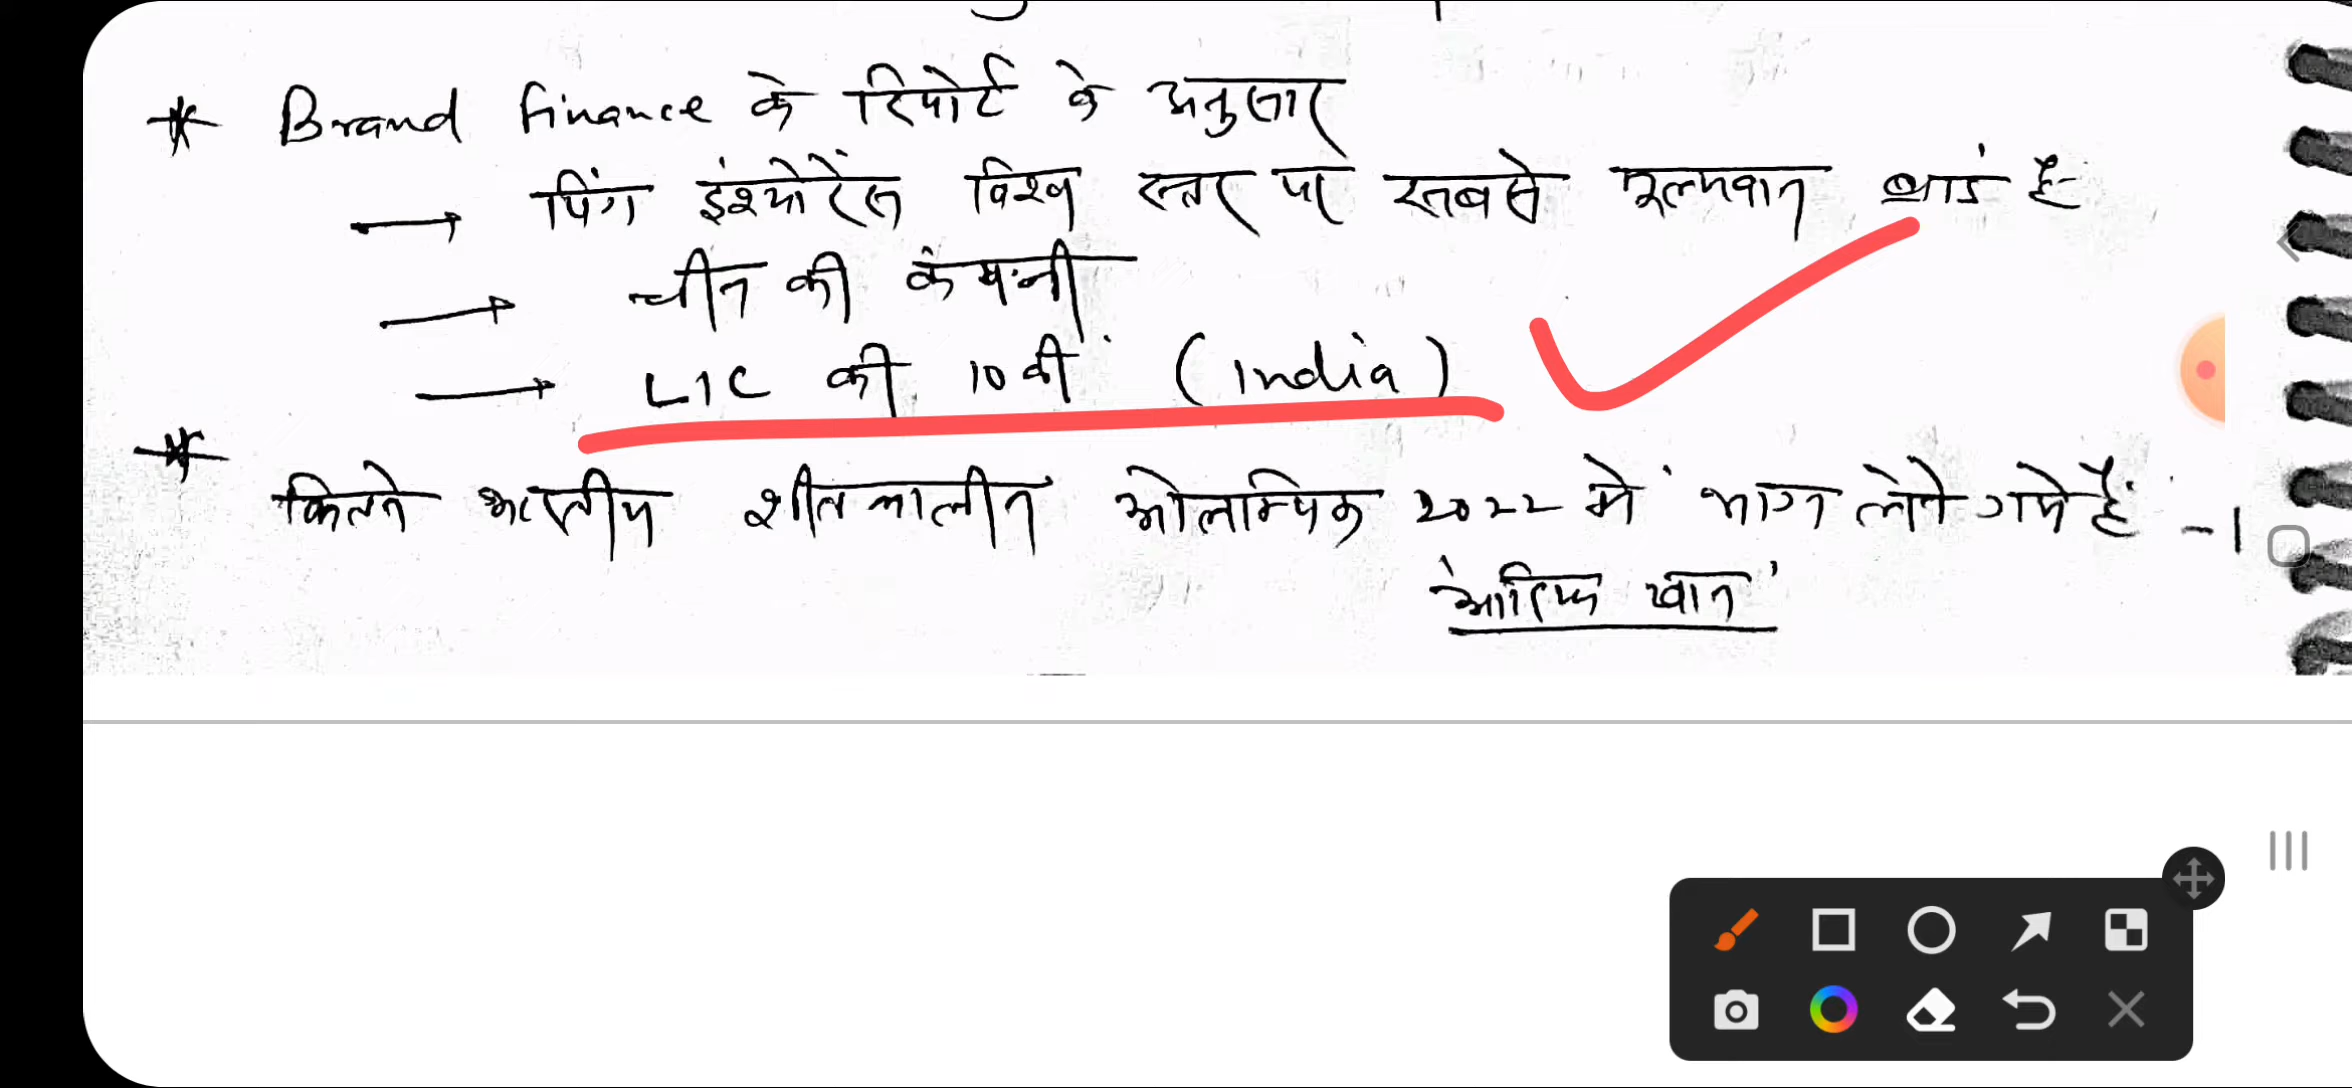 * Brand Finance के रिपोर्ट के अनुसार
→ पिंग इंश्योरेंस विश्व स्तर पर सबसे मूल्यवान ब्रांड है
→ चीन की कंपनी
→ LIC की 10वीं (India)
* कितने भारतीय शीतकालीन ओलम्पिक 2022 में भाग लेने गये हैं - 1
आरिफ खान